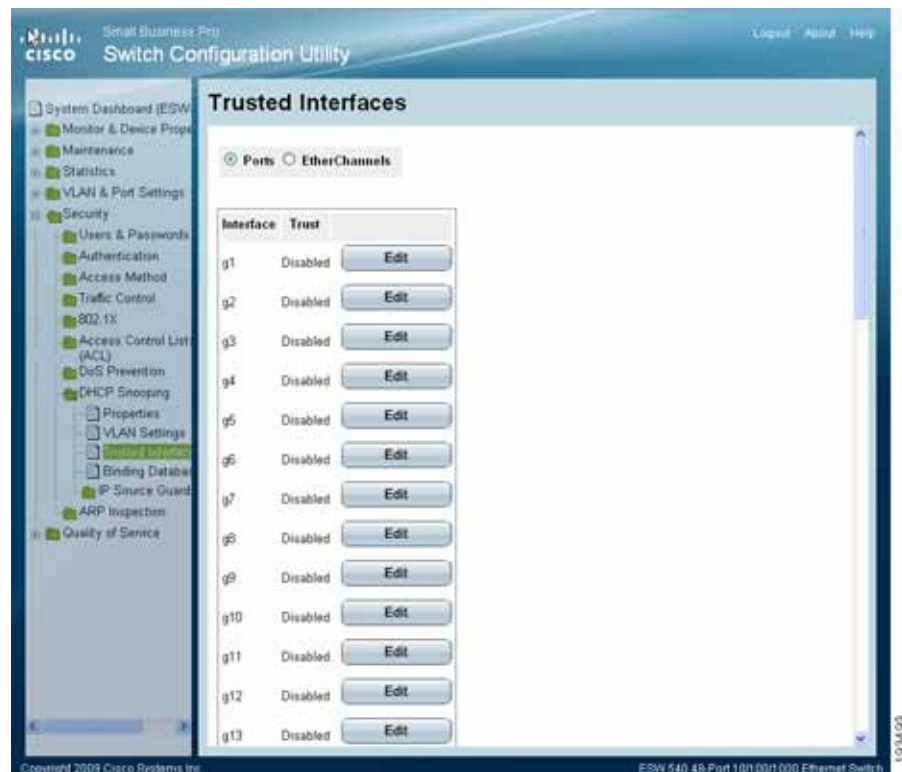 Small Business Pro
CISCO Switch Configuration Utility
Logout About Help
System Dashboard (ESW
Monitor & Device Prope
Maintenance
Statistics
VLAN & Port Settings
Security
Users & Passwords
Authentication
Access Method
Traffic Control
802.1X
Access Control List
(ACL)
DoS Prevention
DHCP Snooping
Properties
VLAN Settings
Trusted Interfac
Binding Databa
IP Source Guard
ARP Inspection
Quality of Service
Trusted Interfaces
Ports EtherChannels
Interface Trust
g1 Disabled Edit
g2 Disabled Edit
g3 Disabled Edit
g4 Disabled Edit
g5 Disabled Edit
g6 Disabled Edit
g7 Disabled Edit
g8 Disabled Edit
g9 Disabled Edit
g10 Disabled Edit
g11 Disabled Edit
g12 Disabled Edit
g13 Disabled Edit
Copyright 2009 Cisco Systems Inc
ESW 540 48-Port 10/100/1000 Ethernet Switch